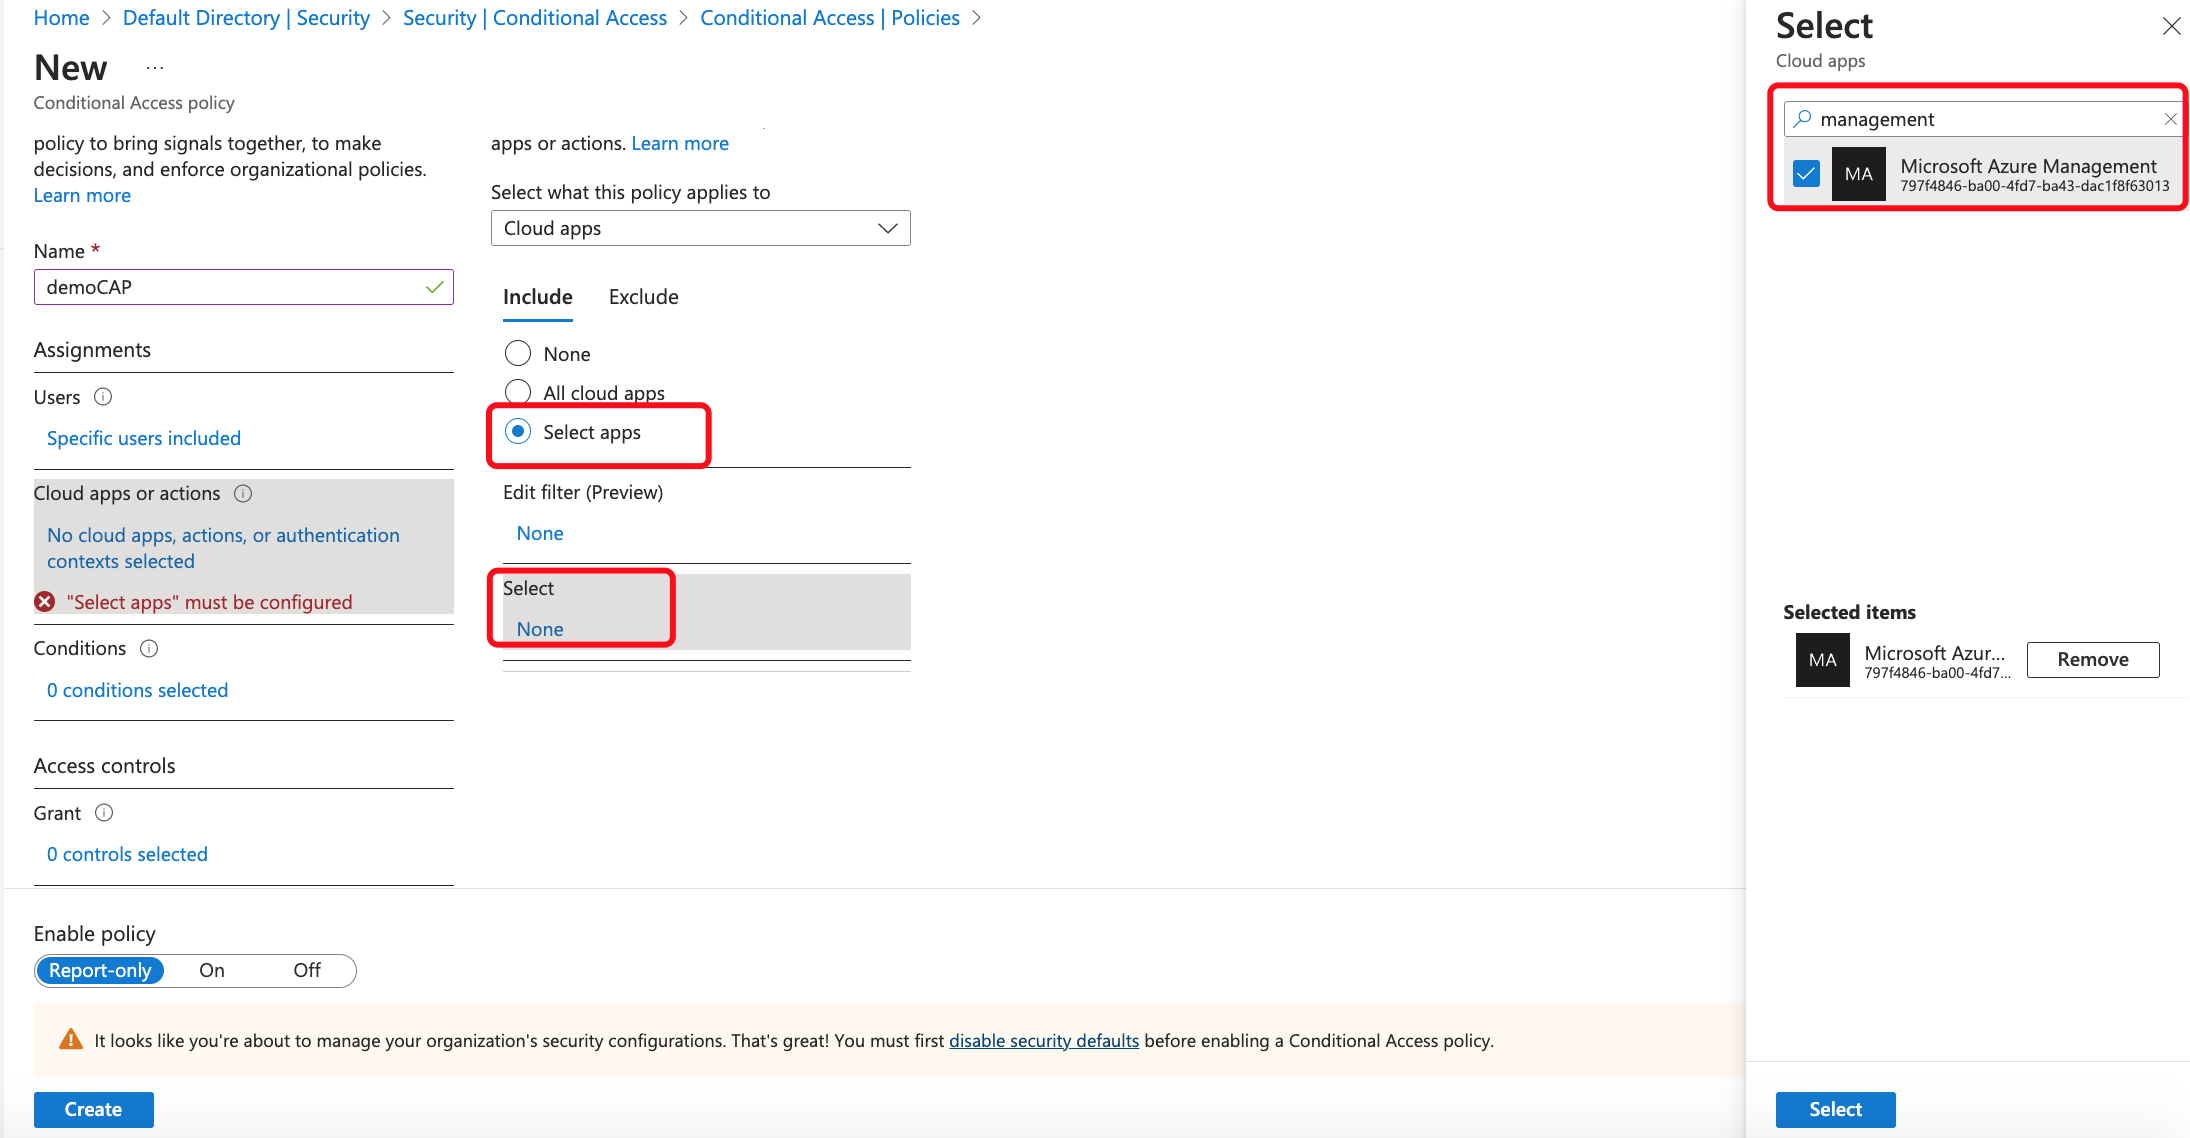 Home > Default Directory | Security > Security | Conditional Access > Conditional Access | Policies >
New ...
Conditional Access policy
policy to bring signals together, to make
decisions, and enforce organizational policies.
Learn more
Name *
demoCAP
Assignments
Users
Specific users included
Cloud apps or actions
No cloud apps, actions, or authentication
contexts selected
"Select apps" must be configured
Conditions
0 conditions selected
Access controls
Grant
0 controls selected
apps or actions. Learn more
Select what this policy applies to
Cloud apps
Include Exclude
None
All cloud apps
Select apps
Edit filter (Preview)
None
Select
None
Enable policy
Report-only On Off
It looks like you're about to manage your organization's security configurations. That's great! You must first disable security defaults before enabling a Conditional Access policy.
Create
Select
Cloud apps
management
MA
Microsoft Azure Management
797f4846-ba00-4fd7-ba43-dac1f8f63013
Selected items
MA
Microsoft Azur...
797f4846-ba00-4fd7...
Remove
Select